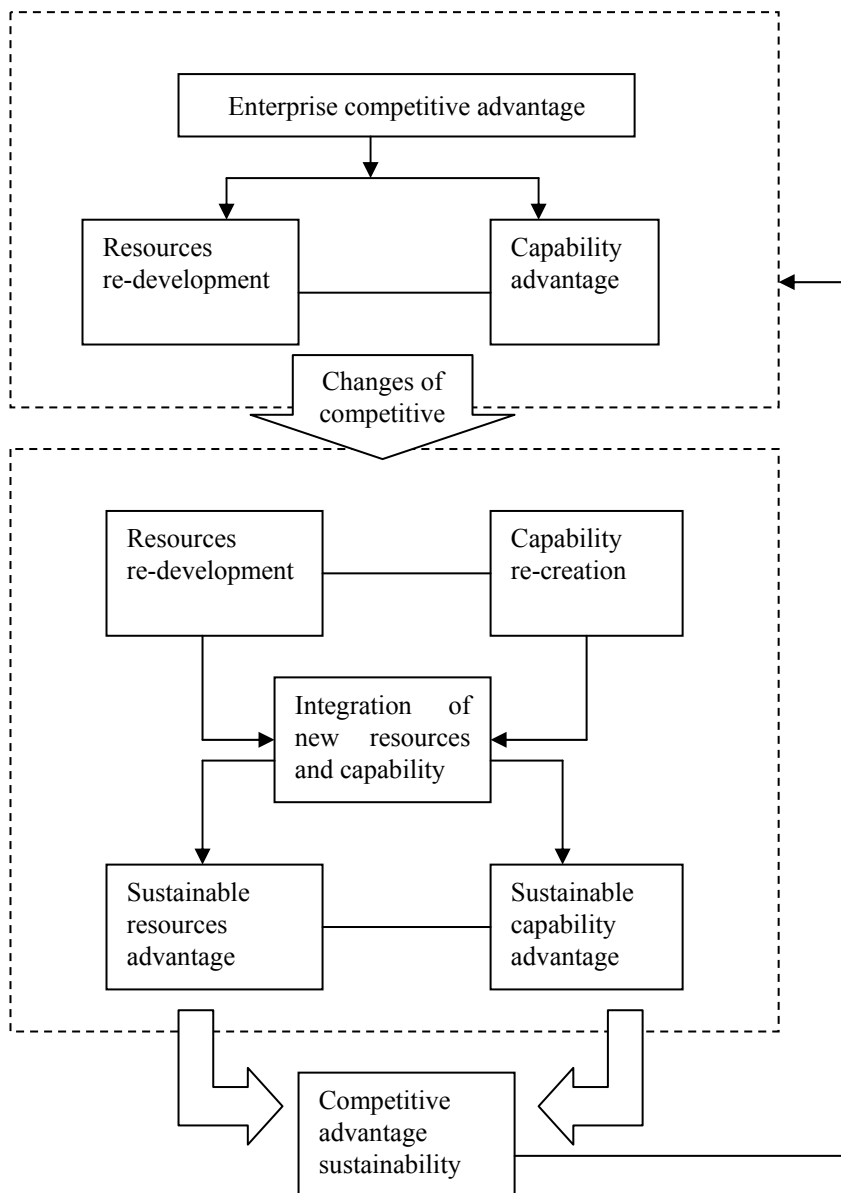 Enterprise competitive advantage
Resources
re-development
Capability
advantage
Changes of
competitive
Resources
re-development
Capability
re-creation
Integration of
new resources
and capability
Sustainable
resources
advantage
Sustainable
capability
advantage
Competitive
advantage
sustainability